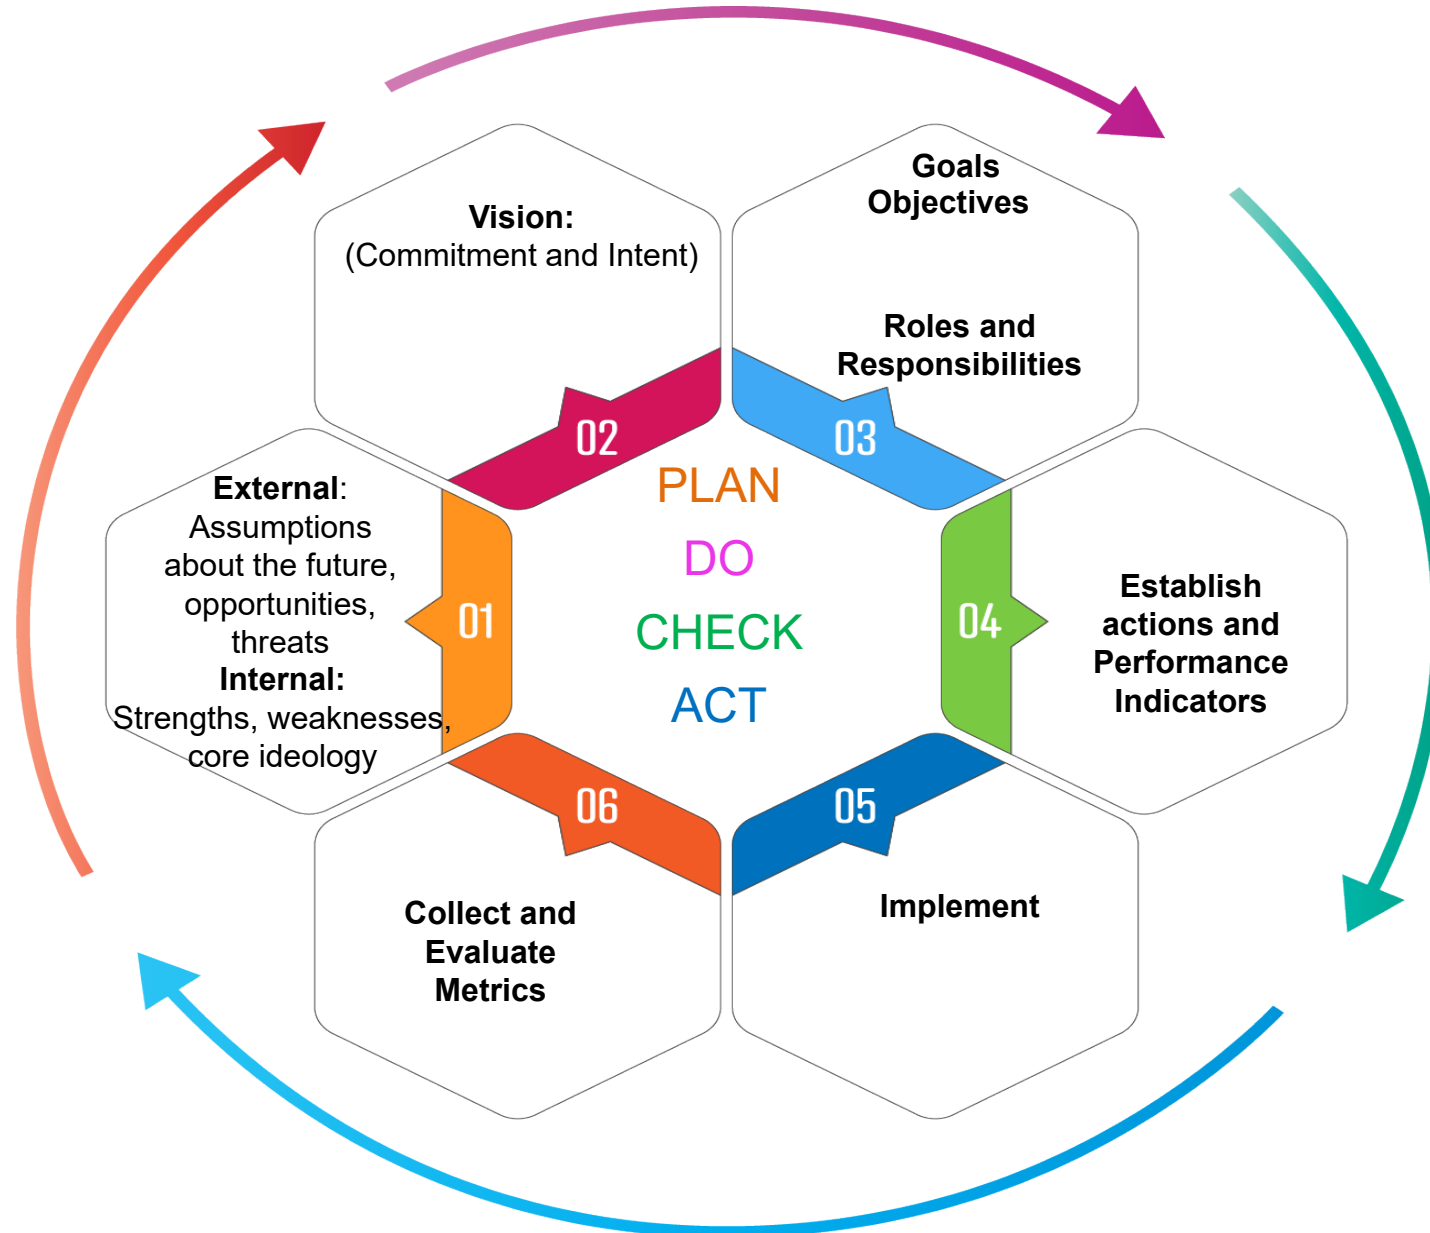 External:
Assumptions
about the future,
opportunities,
threats
Internal:
Strengths, weaknesses,
core ideology
01
Vision:
(Commitment and Intent)
02
Goals
Objectives
Roles and
Responsibilities
03
Establish
actions and
Performance
Indicators
04
Implement
05
Collect and
Evaluate
Metrics
06
PLAN
DO
CHECK
ACT